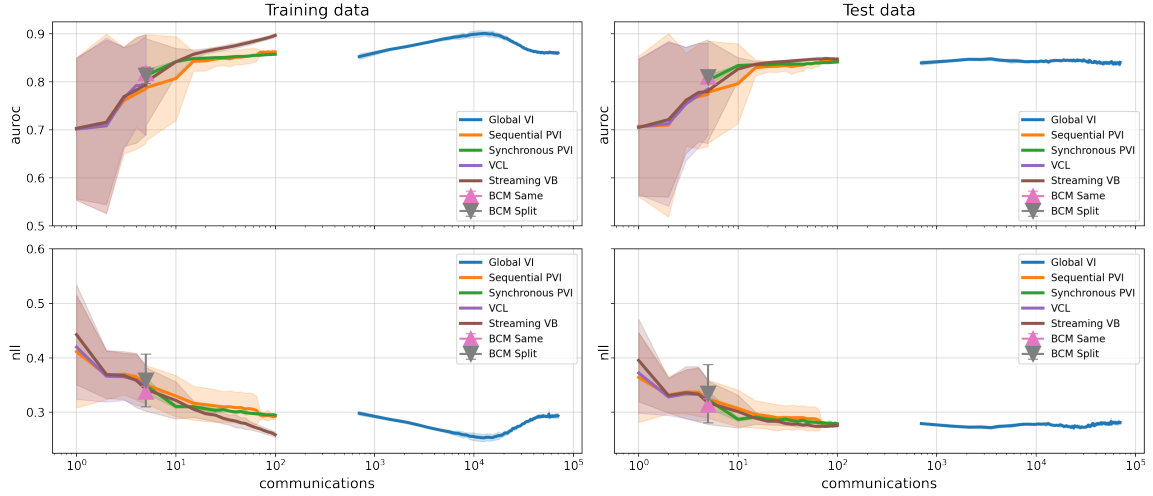 Training data
0.9
0.8
0.7
0.6
0.5
auroc
Global VI
Sequential PVI
Synchronous PVI
VCL
Streaming VB
BCM Same
BCM Split
Test data
auroc
Global VI
Sequential PVI
Synchronous PVI
VCL
Streaming VB
BCM Same
BCM Split
0.6
0.5
0.4
0.3
nll
Global VI
Sequential PVI
Synchronous PVI
VCL
Streaming VB
BCM Same
BCM Split
10⁰ 10¹ 10² 10³ 10⁴ 10⁵
communications
nll
Global VI
Sequential PVI
Synchronous PVI
VCL
Streaming VB
BCM Same
BCM Split
10⁰ 10¹ 10² 10³ 10⁴ 10⁵
communications